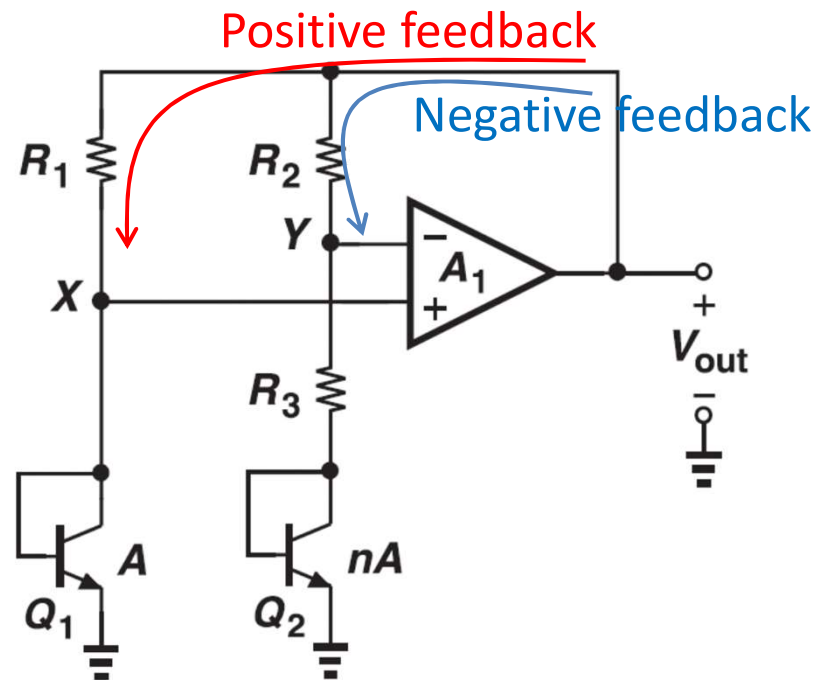 Positive feedback
Negative feedback
R1
R2
Y
−
A1
X
+
+
Vout
−
R3
A
nA
Q1
Q2